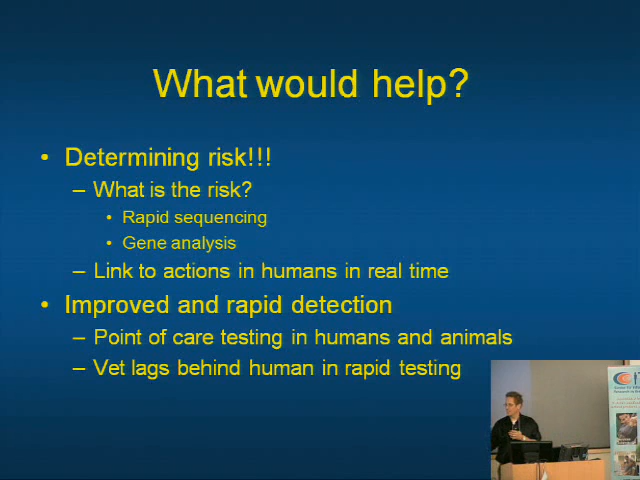 What would help?
• Determining risk!!!
– What is the risk?
• Rapid sequencing
• Gene analysis
– Link to actions in humans in real time
• Improved and rapid detection
– Point of care testing in humans and animals
– Vet lags behind human in rapid testing